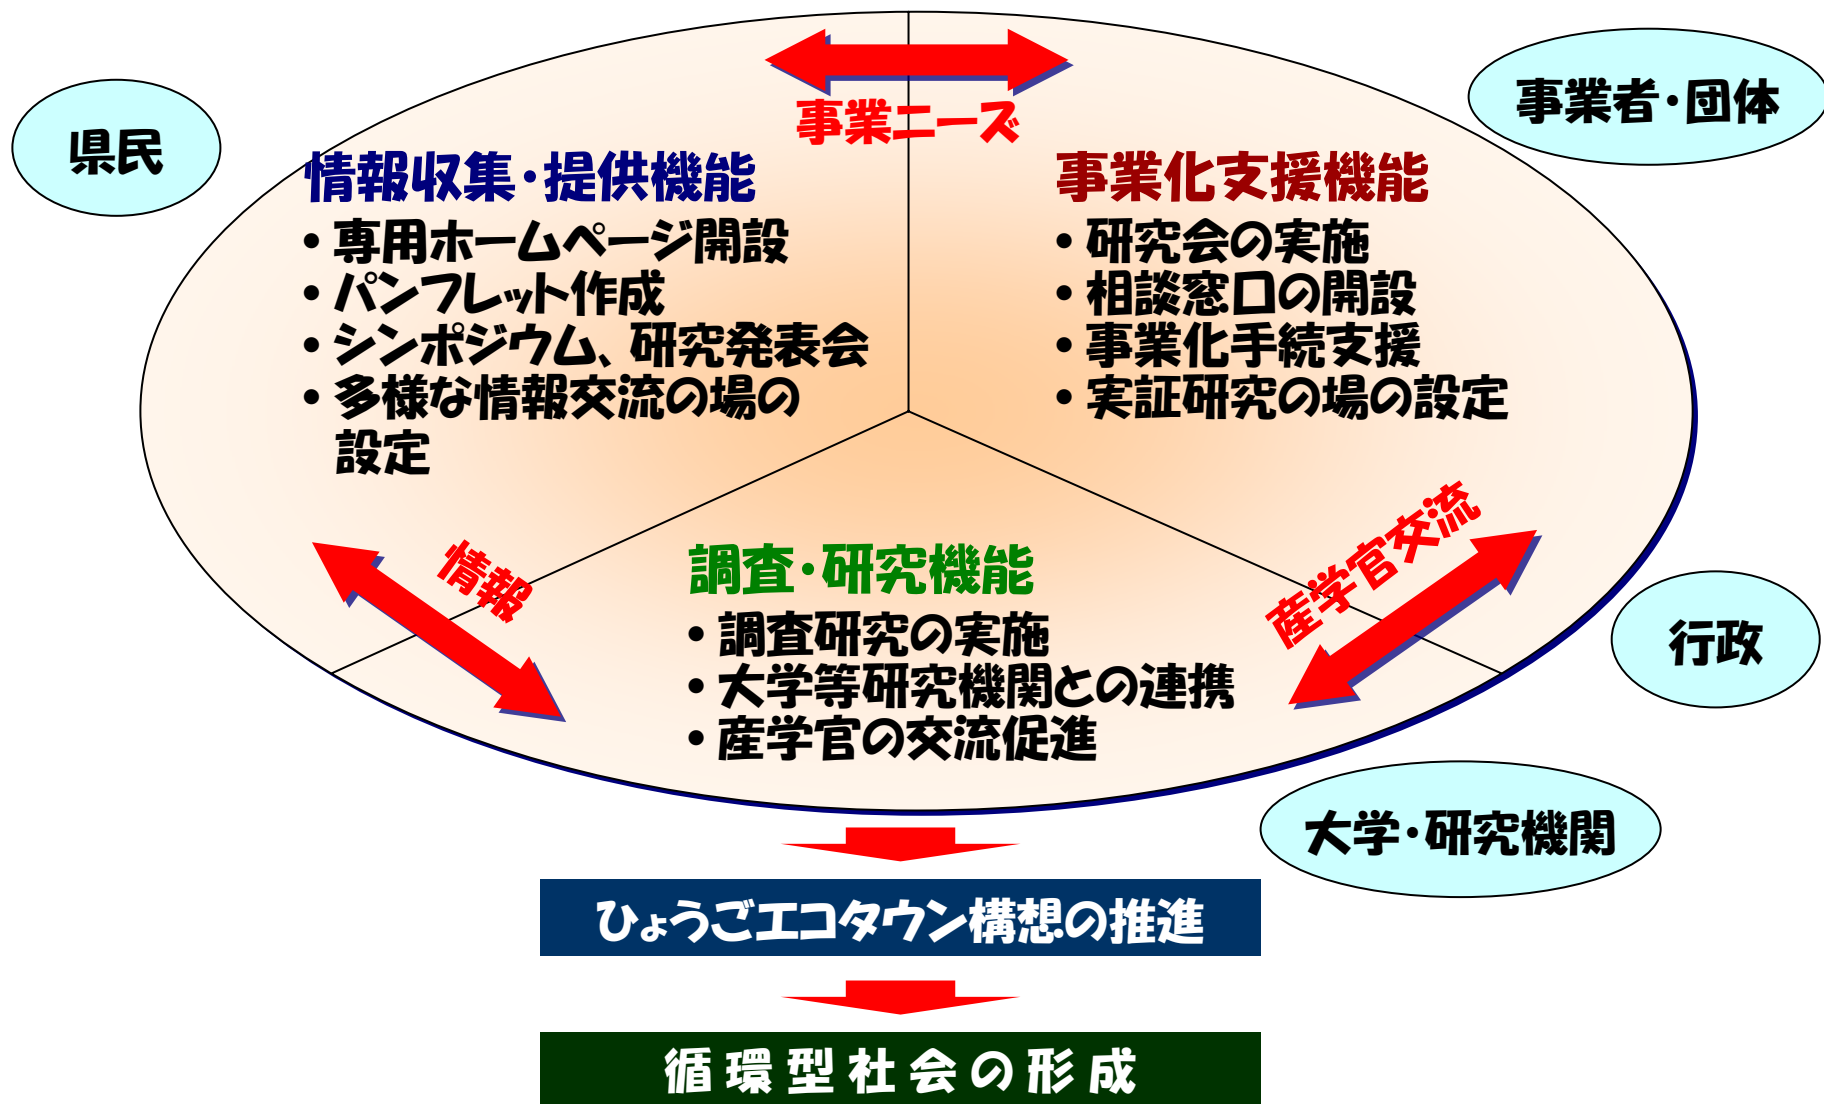 県民
事業者・団体
事業ニーズ
情報収集・提供機能
• 専用ホームページ開設
• パンフレット作成
• シンポジウム、研究発表会
• 多様な情報交流の場の
設定
事業化支援機能
• 研究会の実施
• 相談窓口の開設
• 事業化手続支援
• 実証研究の場の設定
情報
産学官交流
調査・研究機能
• 調査研究の実施
• 大学等研究機関との連携
• 産学官の交流促進
行政
大学・研究機関
ひょうごエコタウン構想の推進
循環型社会の形成